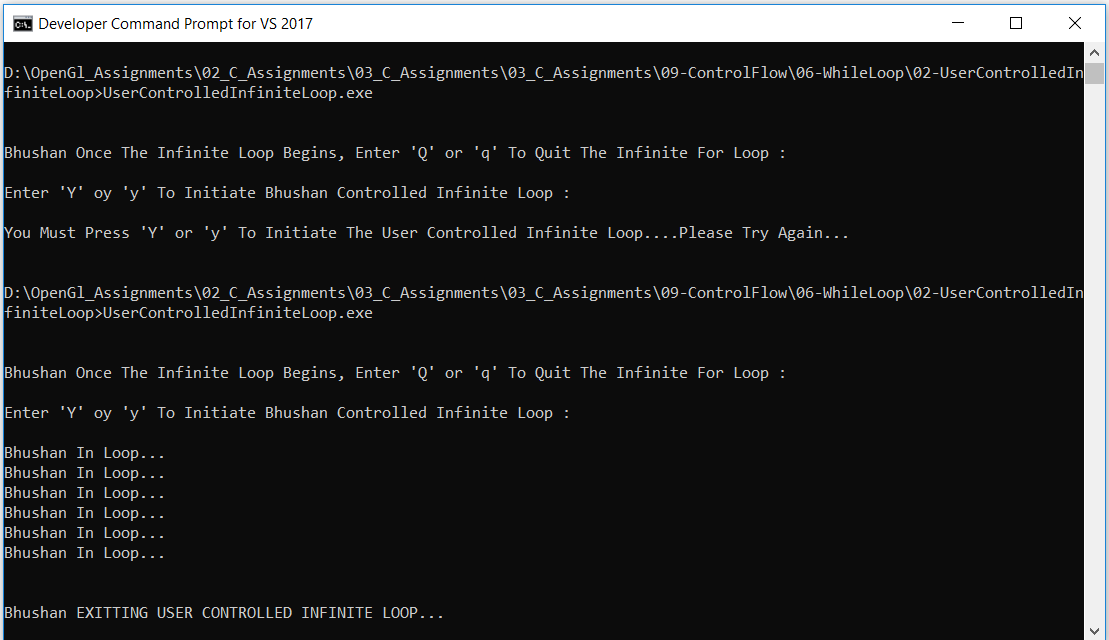 Developer Command Prompt for VS 2017
D:\OpenGl_Assignments\02_C_Assignments\03_C_Assignments\03_C_Assignments\09-ControlFlow\06-WhileLoop\02-UserControlledIn
finiteLoop>UserControlledInfiniteLoop.exe
Bhushan Once The Infinite Loop Begins, Enter 'Q' or 'q' To Quit The Infinite For Loop :
Enter 'Y' oy 'y' To Initiate Bhushan Controlled Infinite Loop :
You Must Press 'Y' or 'y' To Initiate The User Controlled Infinite Loop....Please Try Again...
D:\OpenGl_Assignments\02_C_Assignments\03_C_Assignments\03_C_Assignments\09-ControlFlow\06-WhileLoop\02-UserControlledIn
finiteLoop>UserControlledInfiniteLoop.exe
Bhushan Once The Infinite Loop Begins, Enter 'Q' or 'q' To Quit The Infinite For Loop :
Enter 'Y' oy 'y' To Initiate Bhushan Controlled Infinite Loop :
Bhushan In Loop...
Bhushan In Loop...
Bhushan In Loop...
Bhushan In Loop...
Bhushan In Loop...
Bhushan In Loop...
Bhushan EXITTING USER CONTROLLED INFINITE LOOP...